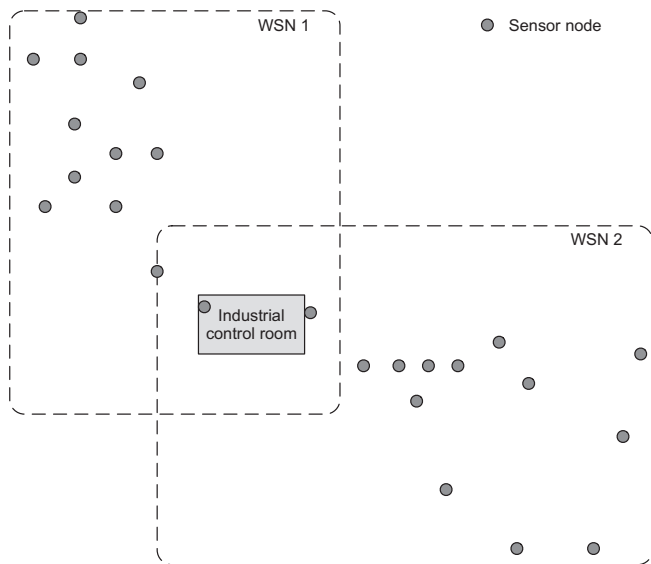 WSN 1
Sensor node
WSN 2
Industrial
control room